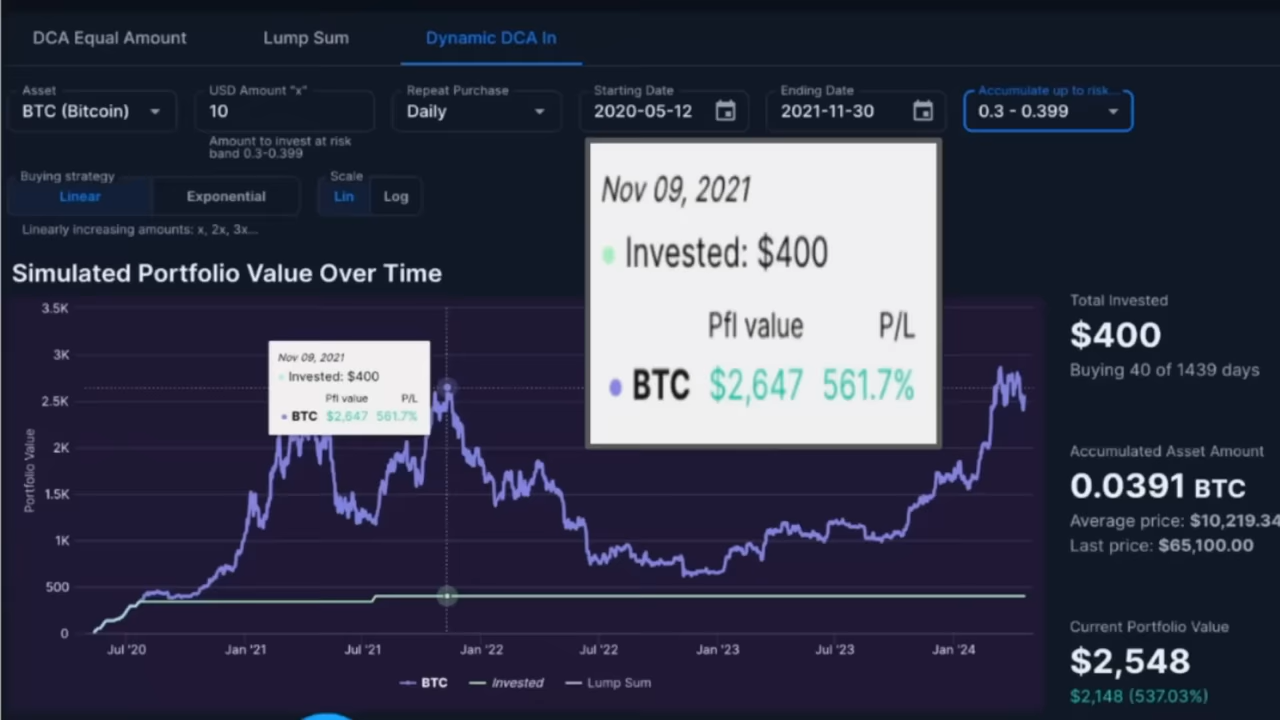 DCA Equal Amount Lump Sum Dynamic DCA In
Asset USD Amount "x" Repeat Purchase Starting Date Ending Date Accumulate up to risk...
BTC (Bitcoin) 10 Daily 2020-05-12 2021-11-30 0.3 - 0.399
Amount to invest at risk
band 0.3-0.399
Buying strategy Scale
Linear Exponential Lin Log
Linearly increasing amounts: x, 2x, 3x...
Nov 09, 2021
Invested: $400
Pfl value P/L
BTC $2,647 561.7%
Simulated Portfolio Value Over Time
Portfolio Value
3.5K
3K
2.5K
2K
1.5K
1K
500
0
Nov 09, 2021
Invested: $400
Pfl value P/L
BTC $2,647 561.7%
Jul '20 Jan '21 Jul '21 Jan '22 Jul '22 Jan '23 Jul '23 Jan '24
BTC Invested Lump Sum
Total Invested
$400
Buying 40 of 1439 days
Accumulated Asset Amount
0.0391 BTC
Average price: $10,219.34
Last price: $65,100.00
Current Portfolio Value
$2,548
$2,148 (537.03%)